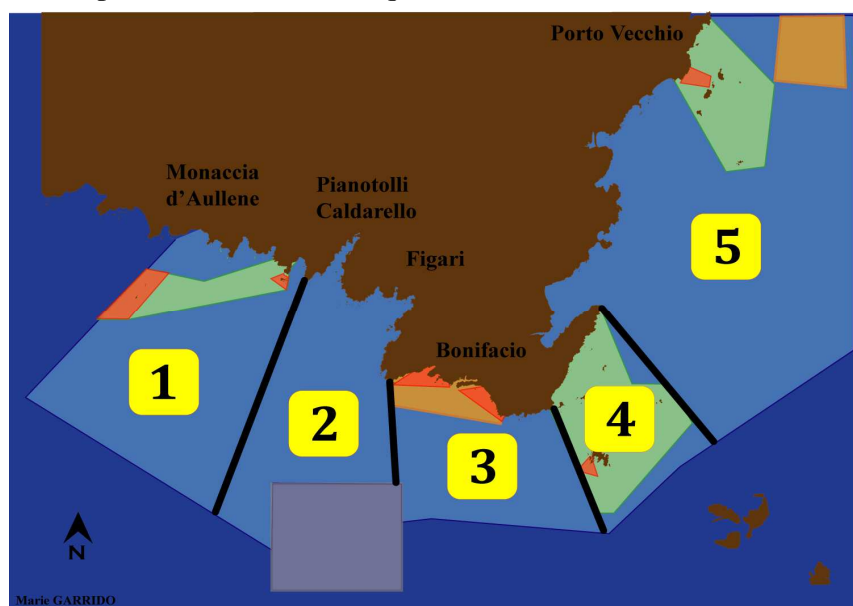 Porto Vecchio
Monaccia
d'Aullene
Pianotolli
Caldarello
Figari
5
Bonifacio
1
2
3
4
N
Marie GARRIDO